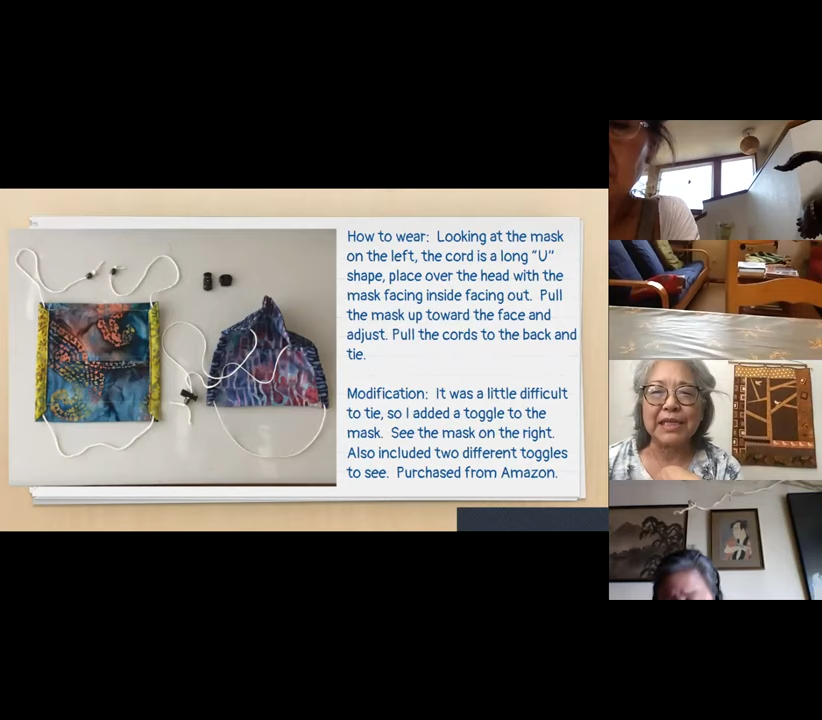 How to wear: Looking at the mask
on the left, the cord is a long "U"
shape, place over the head with the
mask facing inside facing out. Pull
the mask up toward the face and
adjust. Pull the cords to the back and
tie.
Modification: It was a little difficult
to tie, so I added a toggle to the
mask. See the mask on the right.
Also included two different toggles
to see. Purchased from Amazon.